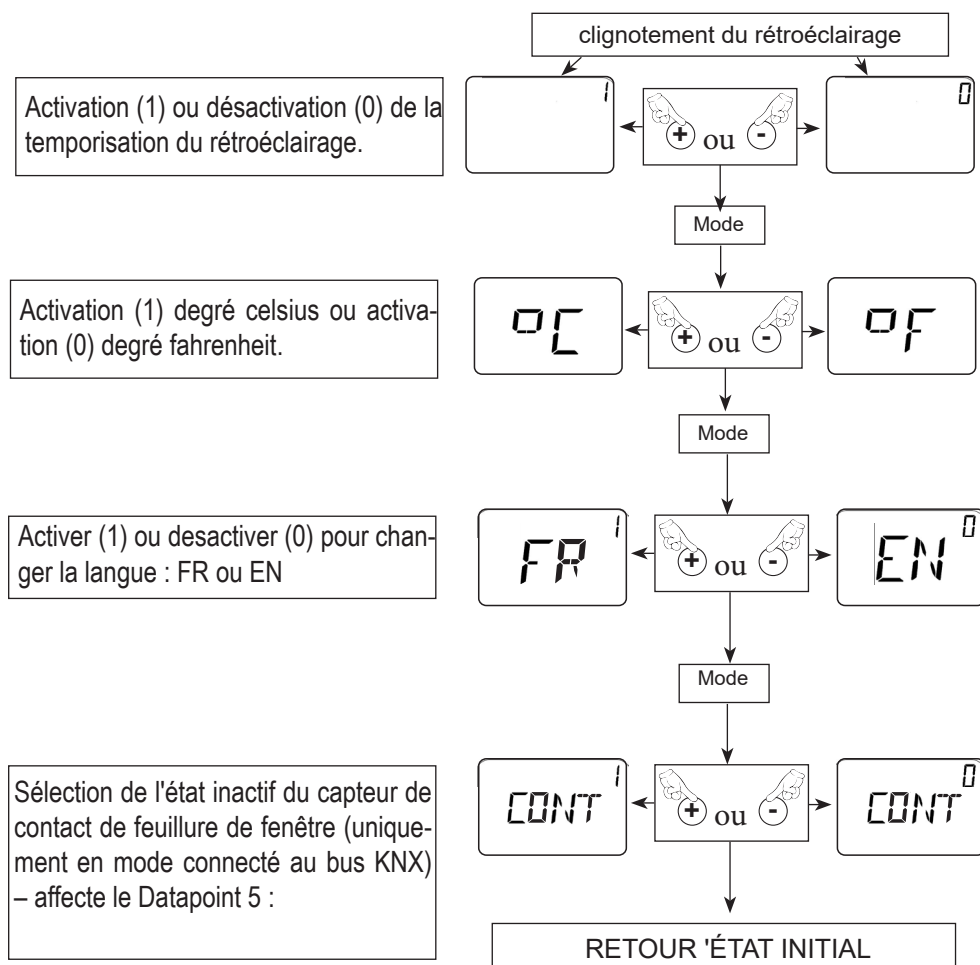 clignotement du rétroéclairage
Activation (1) ou désactivation (0) de la
temporisation du rétroéclairage.
1
+ ou -
0
Mode
Activation (1) degré celsius ou activa-
tion (0) degré fahrenheit.
°C
+ ou -
°F
Mode
Activer (1) ou desactiver (0) pour chan-
ger la langue : FR ou EN
FR 1
+ ou -
EN 0
Mode
Sélection de l'état inactif du capteur de
contact de feuillure de fenêtre (unique-
ment en mode connecté au bus KNX)
– affecte le Datapoint 5 :
CONT 1
+ ou -
CONT 0
RETOUR 'ÉTAT INITIAL